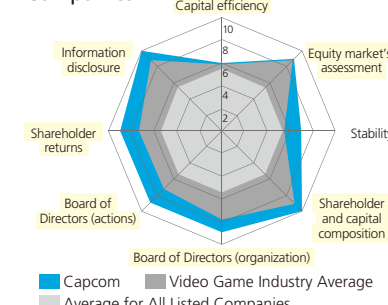 Capital efficiency
10
8
6
4
2
Information
disclosure
Equity market's
assessment
Shareholder
returns
Stability
Board of
Directors (actions)
Shareholder
and capital
composition
Board of Directors (organization)
Capcom
Video Game Industry Average
Average for All Listed Companies